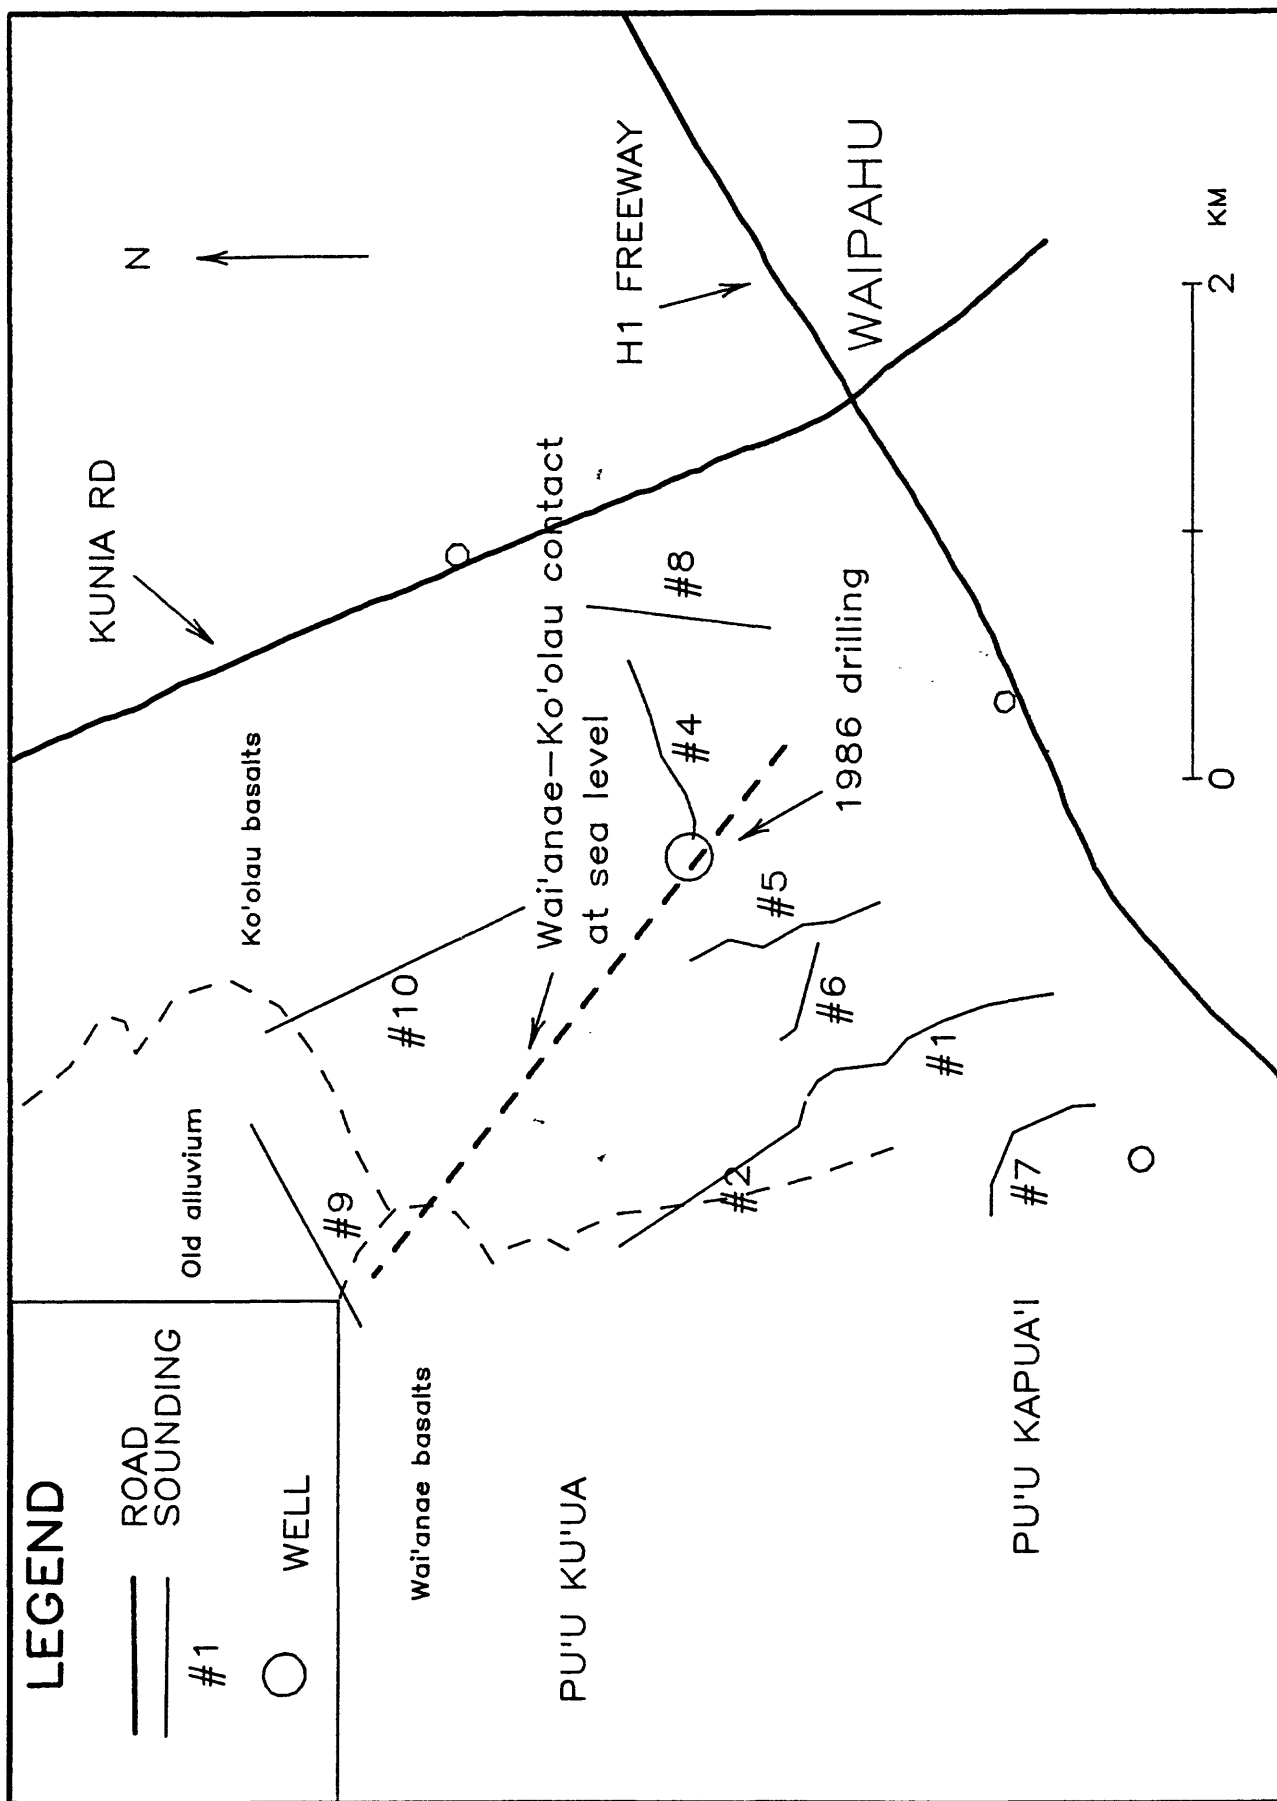 LEGEND
ROAD
SOUNDING
#1
WELL
KUNIA RD
N
Ko'olau basalts
Old alluvium
#9
#10
Wai'anae basalts
Wai'anae–Ko'olau contact
at sea level
H1 FREEWAY
PU'U KU'UA
#4
#8
#2
#5
#6
1986 drilling
WAIPAHU
#1
#7
PU'U KAPUA'I
0
2
KM